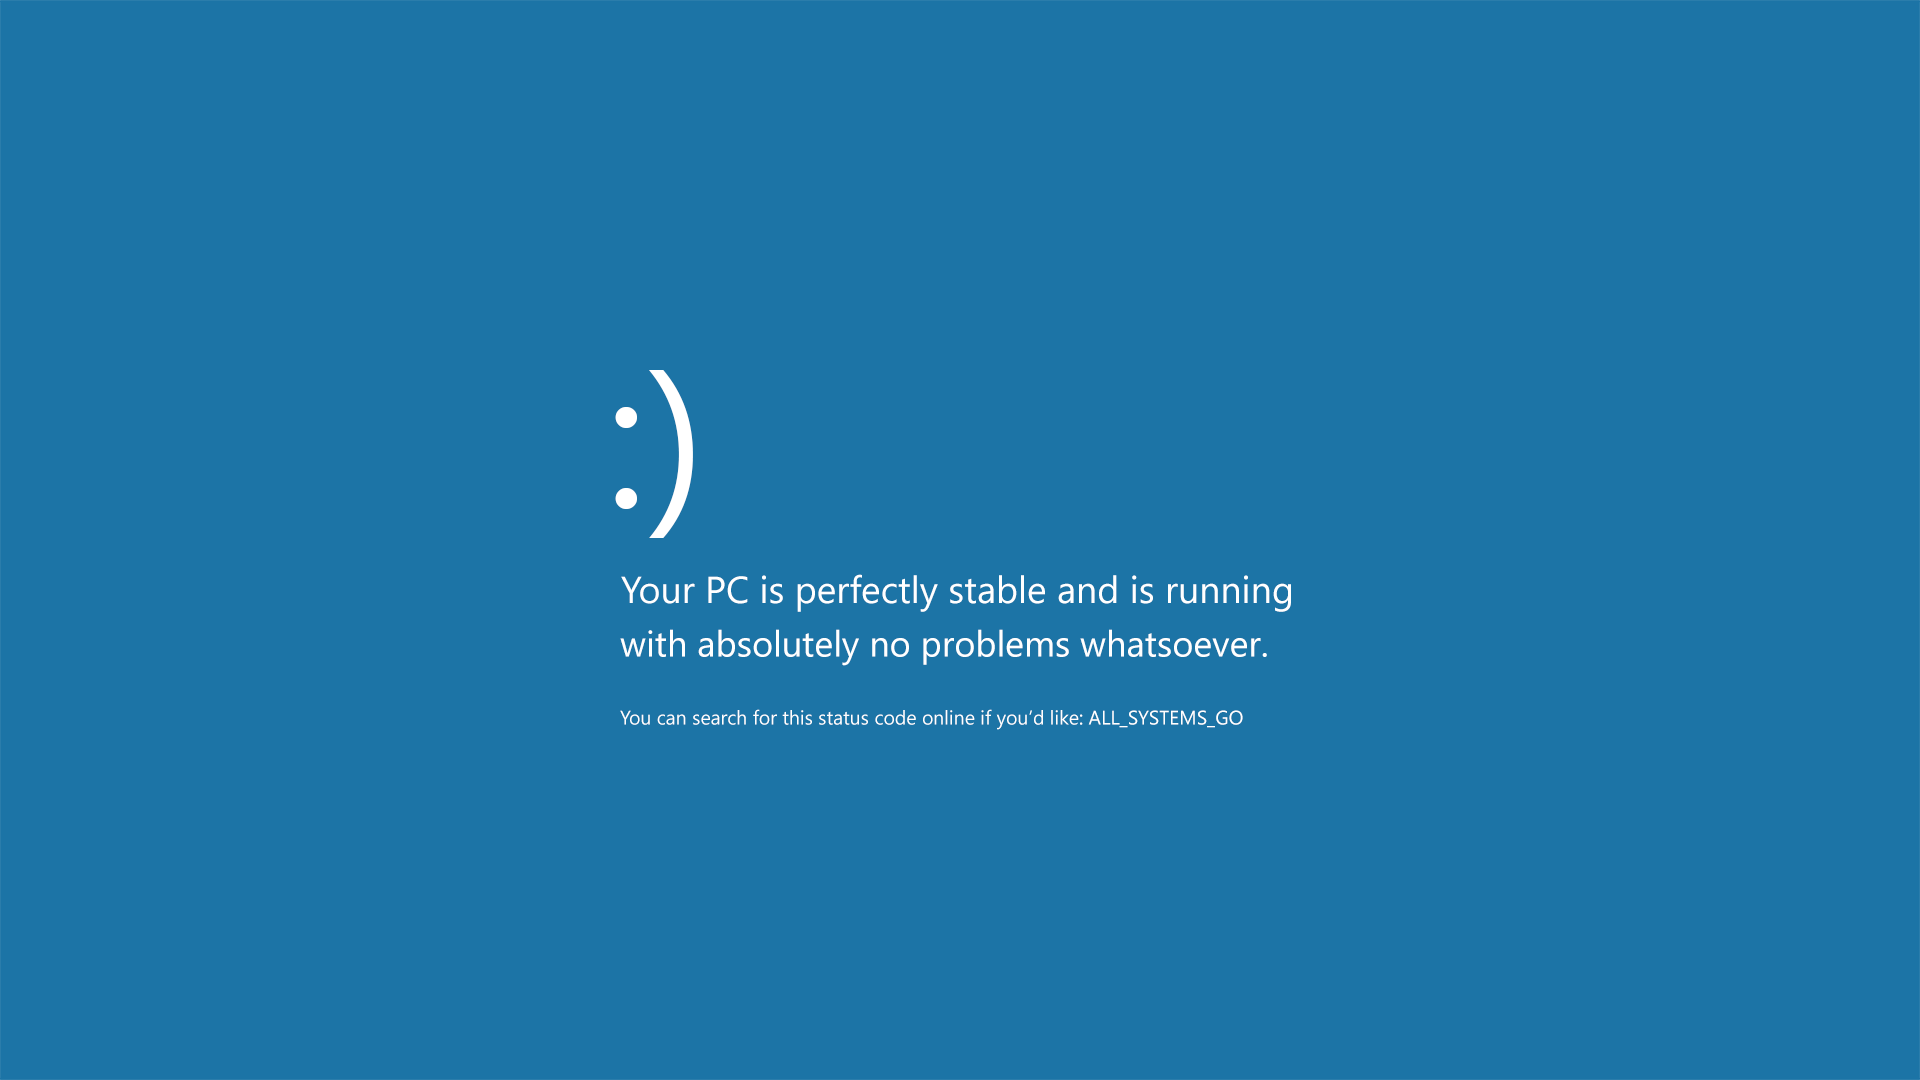 :)
Your PC is perfectly stable and is running
with absolutely no problems whatsoever.
You can search for this status code online if you’d like: ALL_SYSTEMS_GO